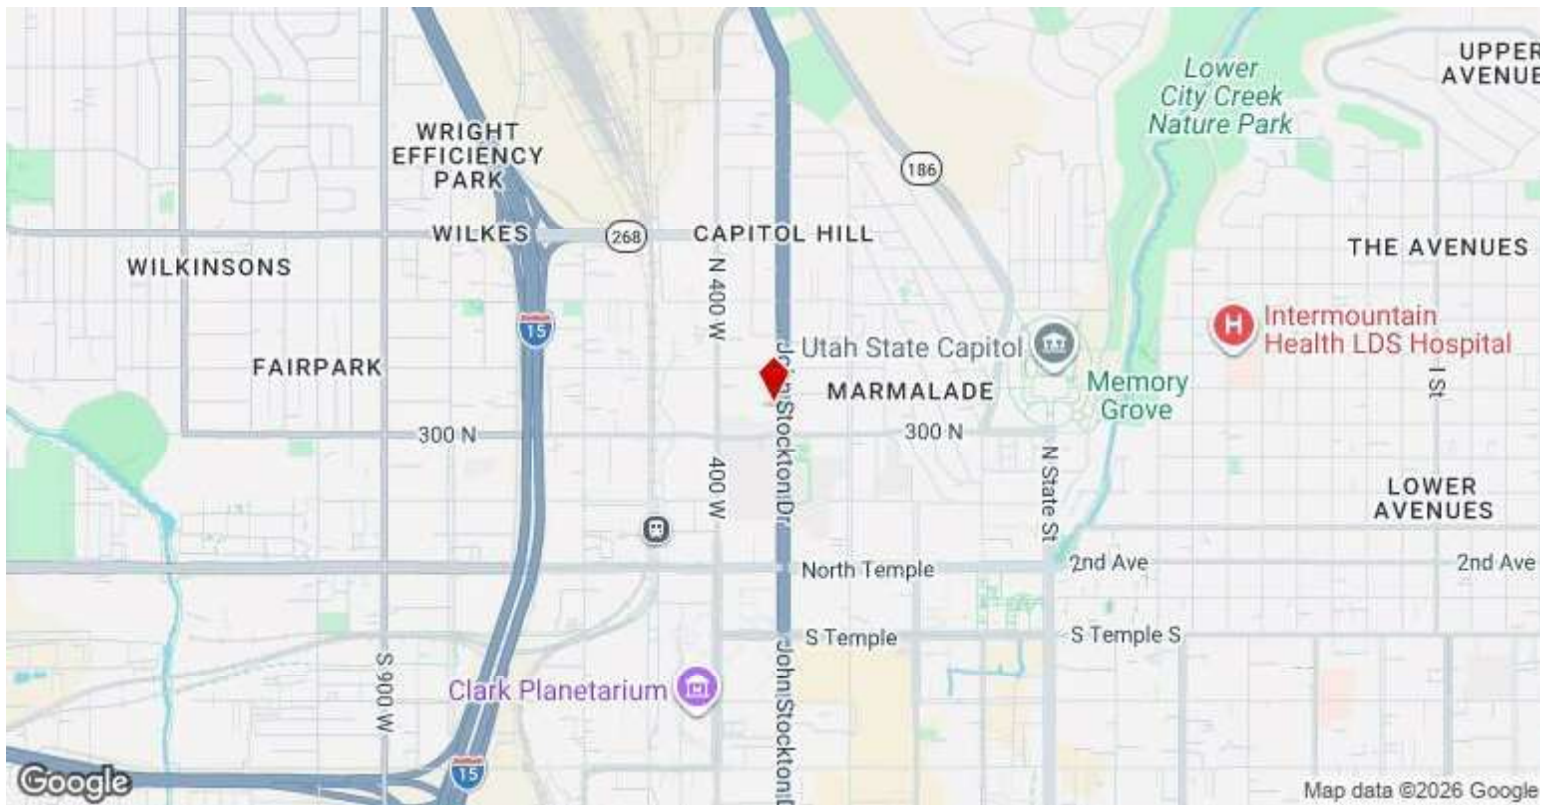 UPPER
AVENUE
Lower
City Creek
Nature Park
WRIGHT
EFFICIENCY
PARK
186
WILKES
268
CAPITOL HILL
THE AVENUES
WILKINSONS
N 400 W
15
Intermountain
Health LDS Hospital
H
Utah State Capitol
FAIRPARK
MARMALADE
Memory
Grove
I St
John Stockton Dr
300 N
300 N
400 W
N State St
LOWER
AVENUES
North Temple
2nd Ave
2nd Ave
S Temple
S Temple S
S 900 W
Clark Planetarium
John Stockton D
15
Google
Map data ©2026 Google